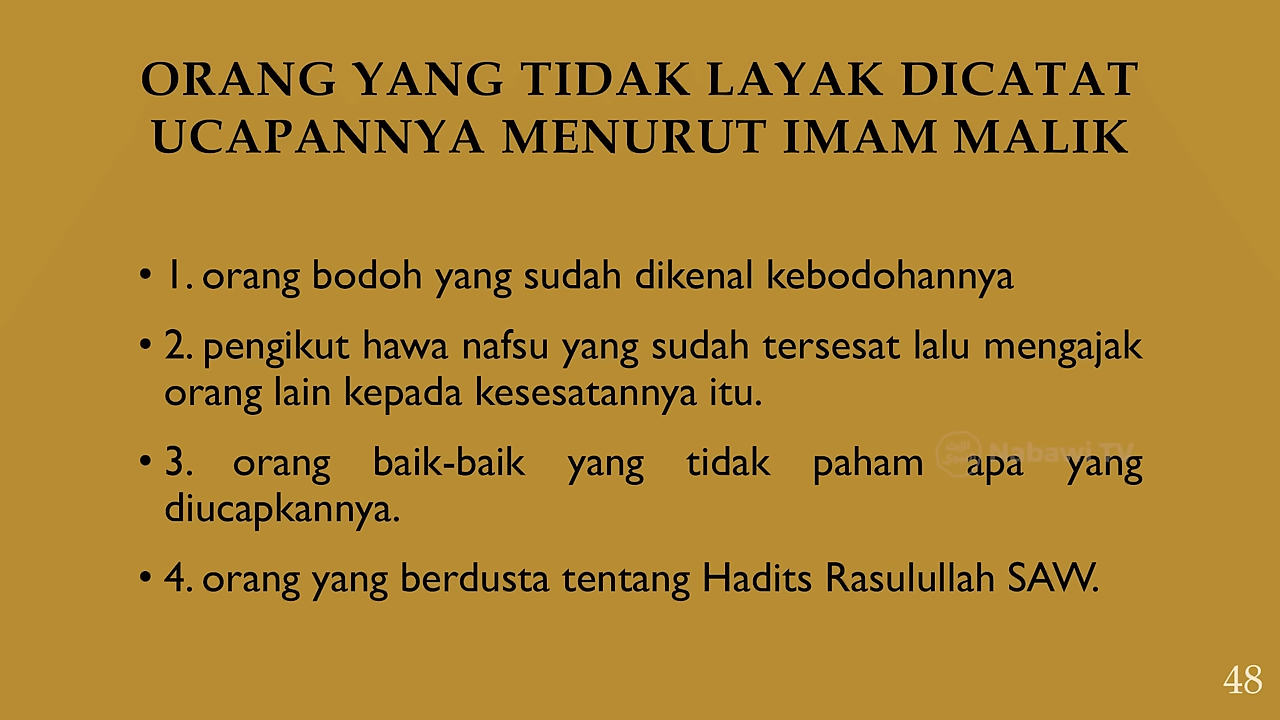 ORANG YANG TIDAK LAYAK DICATAT
UCAPANNYA MENURUT IMAM MALIK
• 1. orang bodoh yang sudah dikenal kebodohannya
• 2. pengikut hawa nafsu yang sudah tersesat lalu mengajak
orang lain kepada kesesatannya itu.
• 3. orang baik-baik yang tidak paham apa yang
diucapkannya.
Nabawi TV
• 4. orang yang berdusta tentang Hadits Rasulullah SAW.
48